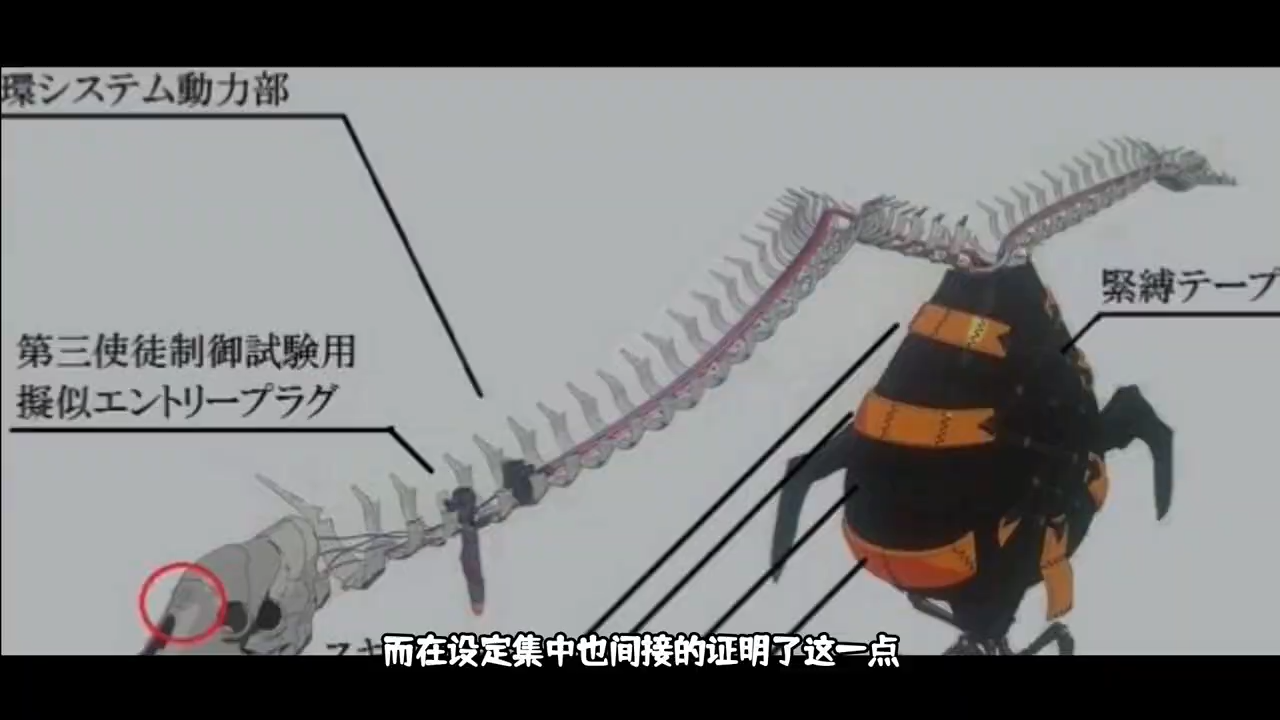 環システム動力部
緊縛テープ
第三使徒制御試験用
擬似エントリープラグ
スキ
而在设定集中也间接的证明了这一点